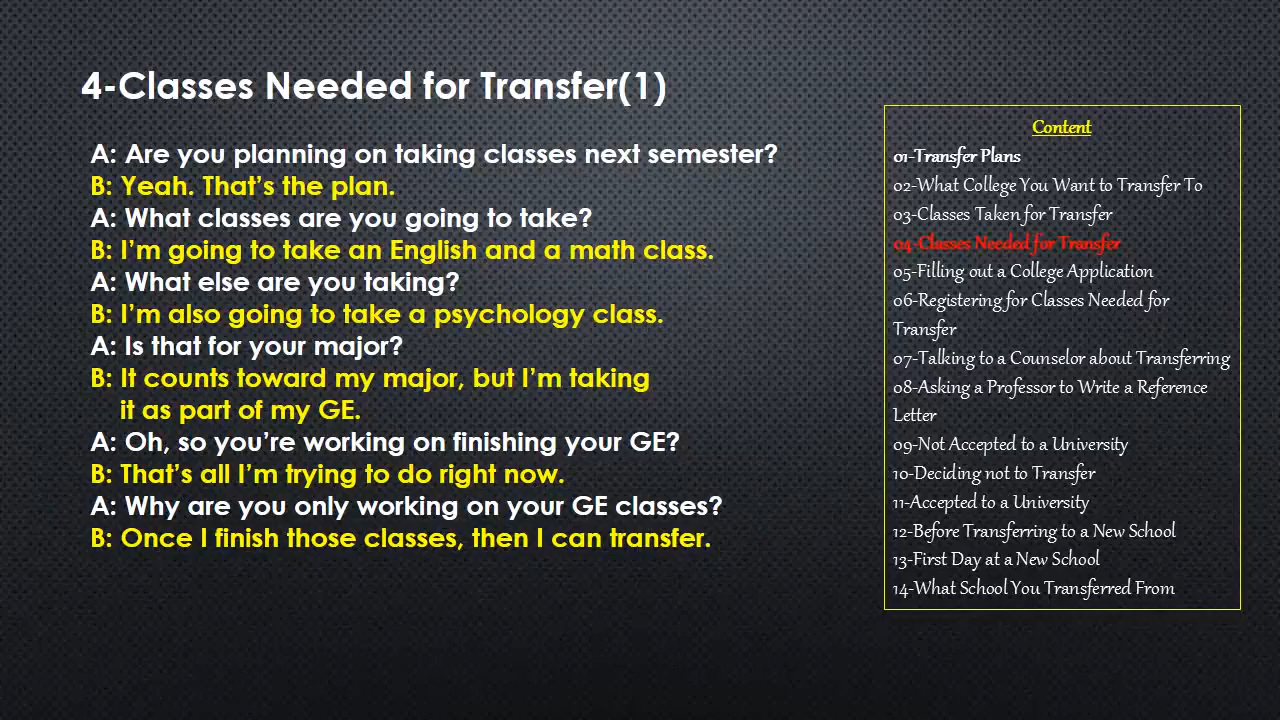 4-Classes Needed for Transfer(1)
A: Are you planning on taking classes next semester?
B: Yeah. That's the plan.
A: What classes are you going to take?
B: I'm going to take an English and a math class.
A: What else are you taking?
B: I'm also going to take a psychology class.
A: Is that for your major?
B: It counts toward my major, but I'm taking
it as part of my GE.
A: Oh, so you're working on finishing your GE?
B: That's all I'm trying to do right now.
A: Why are you only working on your GE classes?
B: Once I finish those classes, then I can transfer.
Content
01-Transfer Plans
02-What College You Want to Transfer To
03-Classes Taken for Transfer
04-Classes Needed for Transfer
05-Filling out a College Application
06-Registering for Classes Needed for
Transfer
07-Talking to a Counselor about Transferring
08-Asking a Professor to Write a Reference
Letter
09-Not Accepted to a University
10-Deciding not to Transfer
11-Accepted to a University
12-Before Transferring to a New School
13-First Day at a New School
14-What School You Transferred From